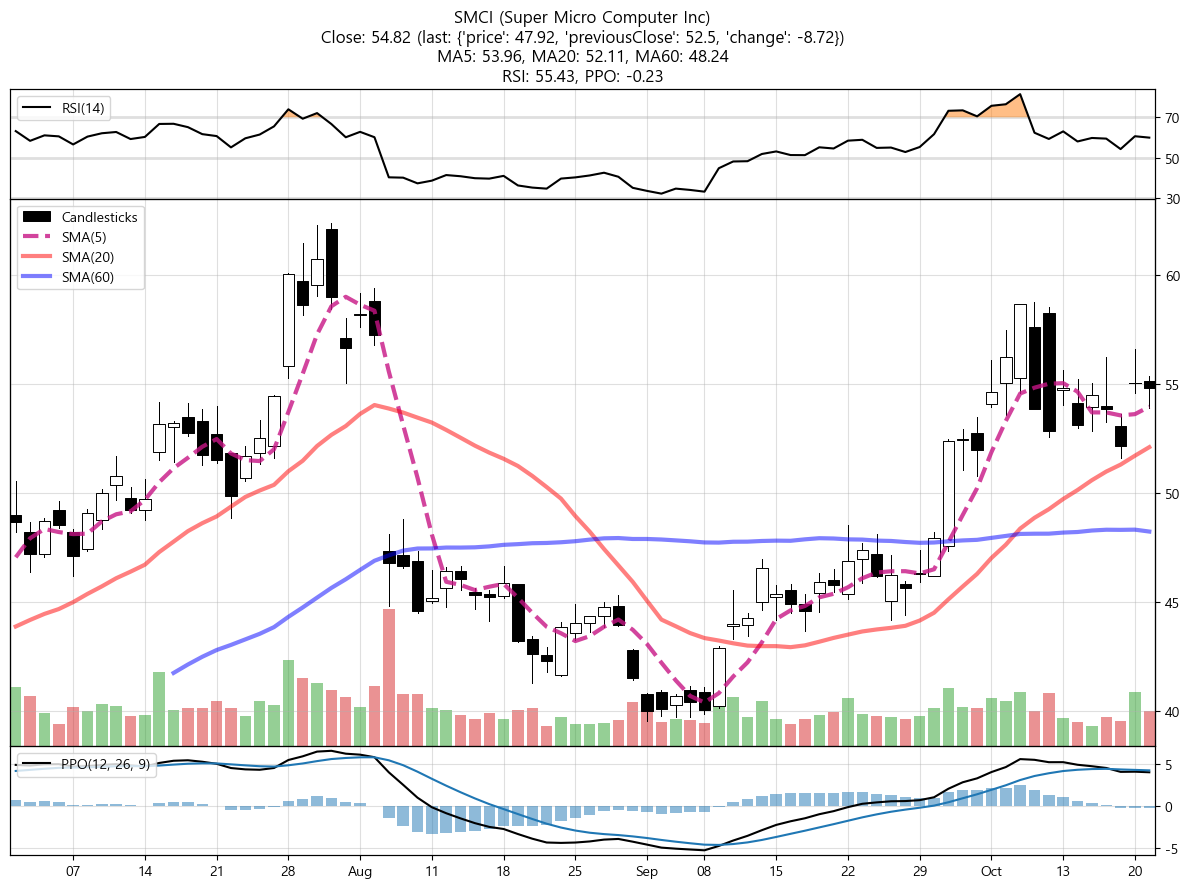 SMCI (Super Micro Computer Inc)
Close: 54.82 (last: {'price': 47.92, 'previousClose': 52.5, 'change': -8.72})
MA5: 53.96, MA20: 52.11, MA60: 48.24
RSI: 55.43, PPO: -0.23
RSI(14)
70
50
30
Candlesticks
SMA(5)
SMA(20)
SMA(60)
60
55
50
45
40
PPO(12, 26, 9)
5
0
-5
07 14 21 28 Aug 11 18 25 Sep 08 15 22 29 Oct 13 20